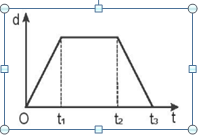 d
O t₁ t₂ t₃ t